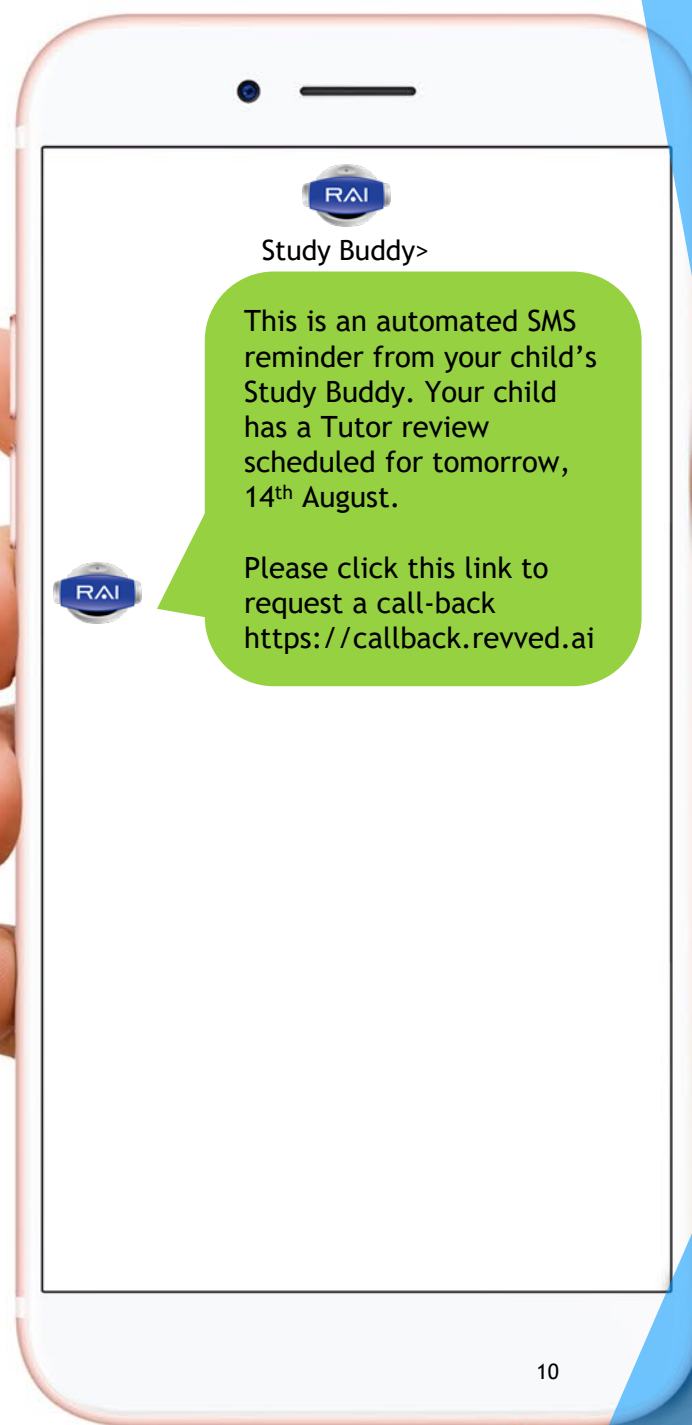 RAI
Study Buddy>
This is an automated SMS
reminder from your child’s
Study Buddy. Your child
has a Tutor review
scheduled for tomorrow,
14th August.
Please click this link to
request a call-back
RAI
https://callback.revved.ai
10